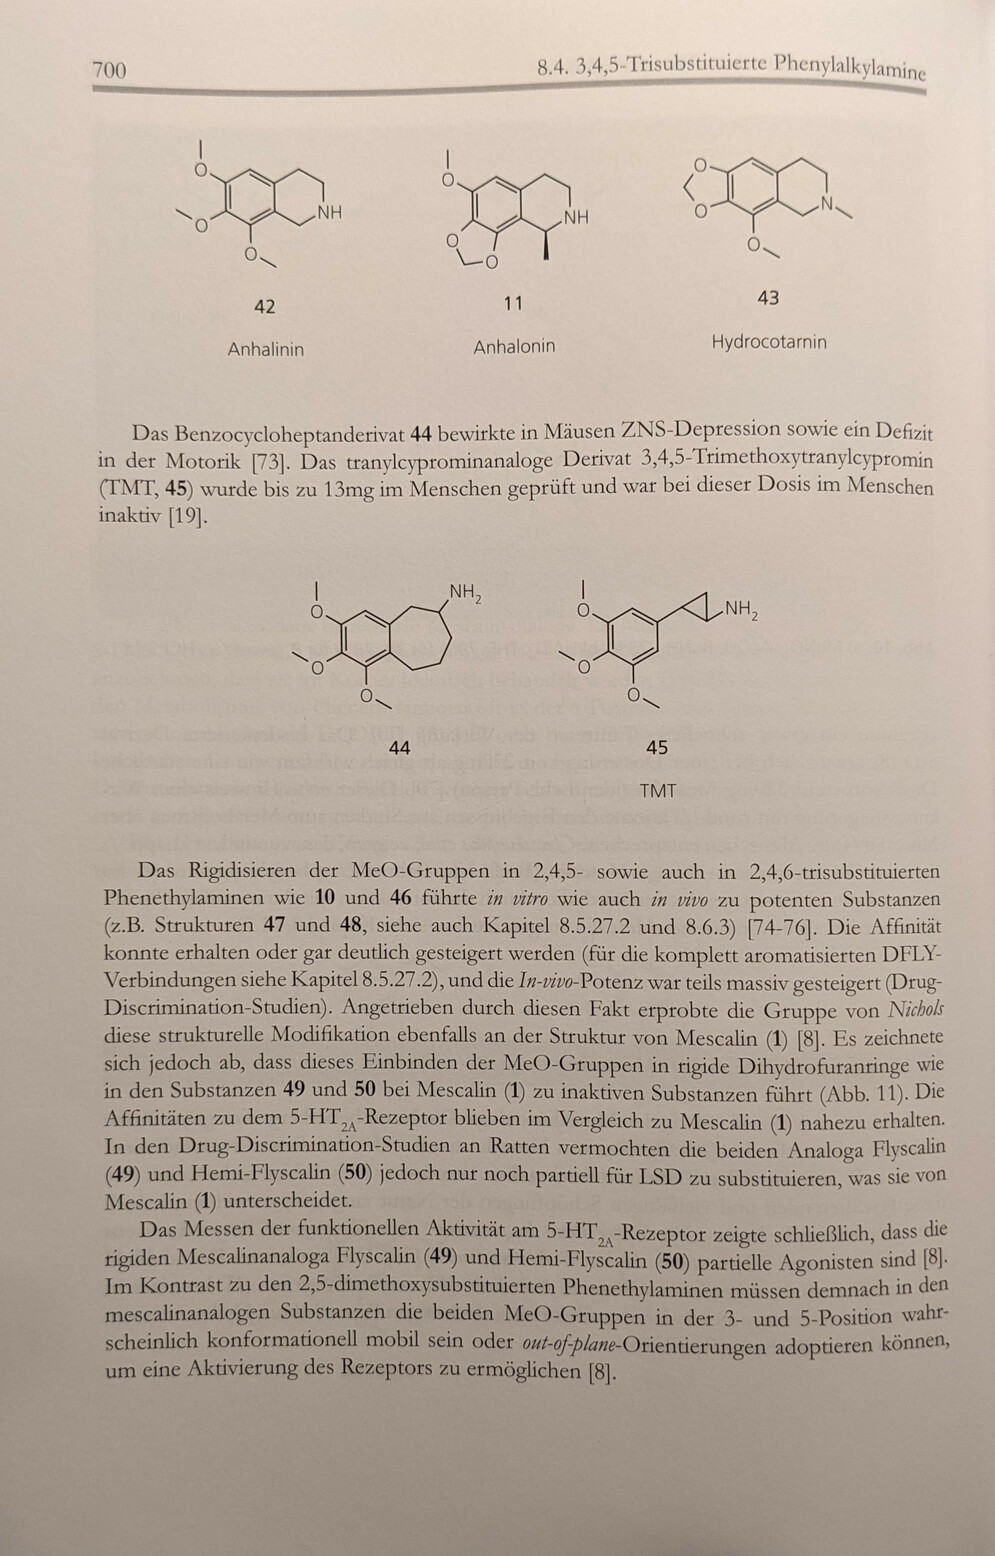 700
8.4. 3,4,5-Trisubstituierte Phenylalkylamine
O
O
O
NH
42
Anhalinin
O
O
O
NH
11
Anhalonin
O
O
O
N
43
Hydrocotarnin
Das Benzocycloheptanderivat 44 bewirkte in Mäusen ZNS-Depression sowie ein Defizit
in der Motorik [73]. Das tranylcyprominanaloge Derivat 3,4,5-Trimethoxytranylcypromin
(TMT, 45) wurde bis zu 13mg im Menschen geprüft und war bei dieser Dosis im Menschen
inaktiv [19].
O
O
O
NH2
44
O
O
O
NH2
45
TMT
Das Rigidisieren der MeO-Gruppen in 2,4,5- sowie auch in 2,4,6-trisubstituierten
Phenethylaminen wie 10 und 46 führte in vitro wie auch in vivo zu potenten Substanzen
(z.B. Strukturen 47 und 48, siehe auch Kapitel 8.5.27.2 und 8.6.3) [74-76]. Die Affinität
konnte erhalten oder gar deutlich gesteigert werden (für die komplett aromatisierten DFLY-
Verbindungen siehe Kapitel 8.5.27.2), und die In-vivo-Potenz war teils massiv gesteigert (Drug-
Discrimination-Studien). Angetrieben durch diesen Fakt erprobte die Gruppe von Nichols
diese strukturelle Modifikation ebenfalls an der Struktur von Mescalin (1) [8]. Es zeichnete
sich jedoch ab, dass dieses Einbinden der MeO-Gruppen in rigide Dihydrofuranringe wie
in den Substanzen 49 und 50 bei Mescalin (1) zu inaktiven Substanzen führt (Abb. 11). Die
Affinitäten zu dem 5-HT2A-Rezeptor blieben im Vergleich zu Mescalin (1) nahezu erhalten.
In den Drug-Discrimination-Studien an Ratten vermochten die beiden Analoga Flyscalin
(49) und Hemi-Flyscalin (50) jedoch nur noch partiell für LSD zu substituieren, was sie von
Mescalin (1) unterscheidet.
Das Messen der funktionellen Aktivität am 5-HT2A-Rezeptor zeigte schließlich, dass die
rigiden Mescalinanaloga Flyscalin (49) und Hemi-Flyscalin (50) partielle Agonisten sind [8].
Im Kontrast zu den 2,5-dimethoxysubstituierten Phenethylaminen müssen demnach in den
mescalinanalogen Substanzen die beiden MeO-Gruppen in der 3- und 5-Position wahr-
scheinlich konformationell mobil sein oder out-of-plane-Orientierungen adoptieren können,
um eine Aktivierung des Rezeptors zu ermöglichen [8].